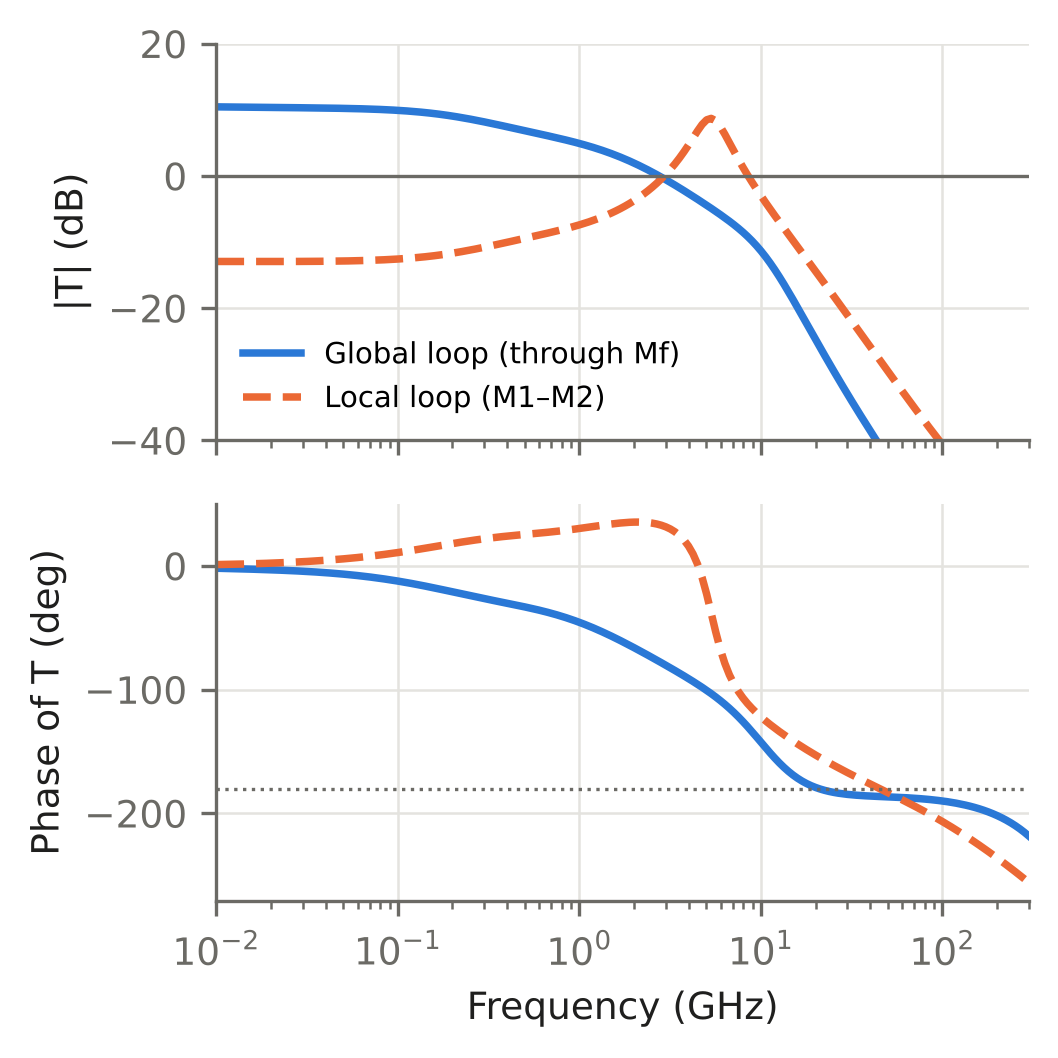 20
0
−20
−40
|T| (dB)
Global loop (through Mf)
Local loop (M1–M2)
0
−100
−200
Phase of T (deg)
10⁻² 10⁻¹ 10⁰ 10¹ 10²
Frequency (GHz)